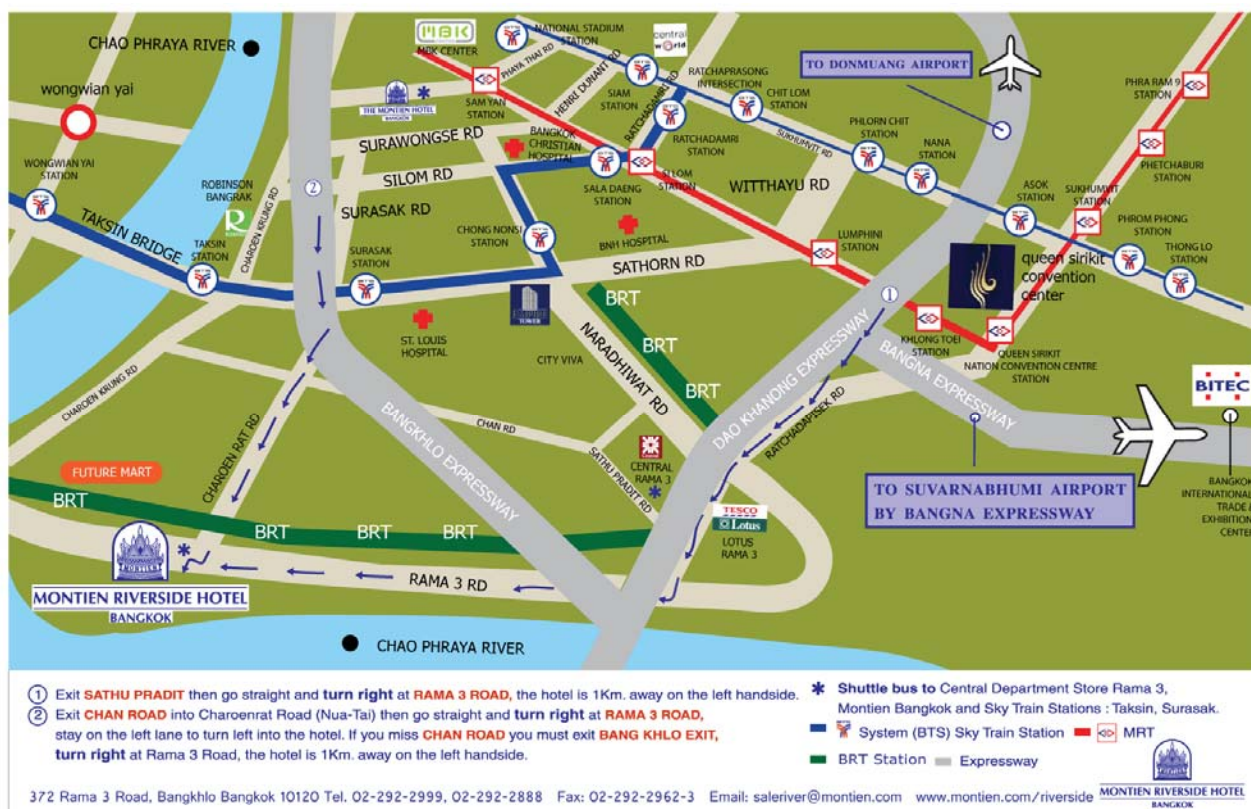 CHAO PHRAYA RIVER
MBK
MBK CENTER
NATIONAL STADIUM
STATION
central
world
TO DONMUANG AIRPORT
PHRA RAM 9
STATION
wongwian yai
THE MONTIEN HOTEL
BANGKOK
PHAYA THAI RD
HENRI DUNANT RD
SAM YAN
STATION
SIAM
STATION
RATCHADAMRI RD
RATCHAPRASONG
INTERSECTION
CHIT LOM
STATION
SUKHUMVIT RD
PHLORN CHIT
STATION
NANA
STATION
PHETCHABURI
STATION
SURAWONGSE RD
BANGKOK
CHRISTIAN
HOSPITAL
RATCHADAMRI
STATION
WONGWIAN YAI
STATION
ROBINSON
BANGRAK
2
SILOM RD
SALA DAENG
STATION
SILOM
STATION
WITTHAYU RD
ASOK
STATION
SUKHUMVIT
STATION
PHROM PHONG
STATION
THONG LO
STATION
TAKSIN BRIDGE
TAKSIN
STATION
CHAROEN KRUNG RD
SURASAK RD
SURASAK
STATION
CHONG NONSI
STATION
BNH HOSPITAL
LUMPHINI
STATION
SATHORN RD
queen sirikit
convention
center
1
ST. LOUIS
HOSPITAL
TOWER
CITY VIVA
BRT
BRT
BRT
NARADHIWAT RD
KHLONG TOEI
STATION
QUEEN SIRIKIT
NATION CONVENTION CENTRE
STATION
BANGNA EXPRESSWAY
DAO KHANONG EXPRESSWAY
RATCHADAPISEK RD
BITEC
CHAROEN KRUNG RD
CHAROEN RAT RD
BANGKHLO EXPRESSWAY
CHAN RD
SATHU PRADIT RD
CENTRAL
RAMA 3
FUTURE MART
BRT
BRT
BRT
BRT
TESCO
Lotus
LOTUS
RAMA 3
TO SUVARNABHUMI AIRPORT
BY BANGNA EXPRESSWAY
BANGKOK
INTERNATIONAL
TRADE &
EXHIBITION
CENTER
MONTIEN
MONTIEN RIVERSIDE HOTEL
BANGKOK
RAMA 3 RD
CHAO PHRAYA RIVER
1 Exit SATHU PRADIT then go straight and turn right at RAMA 3 ROAD, the hotel is 1Km. away on the left handside.
2 Exit CHAN ROAD into Charoenrat Road (Nua-Tai) then go straight and turn right at RAMA 3 ROAD,
stay on the left lane to turn left into the hotel. If you miss CHAN ROAD you must exit BANG KHLO EXIT,
turn right at Rama 3 Road, the hotel is 1Km. away on the left handside.
* Shuttle bus to Central Department Store Rama 3,
Montien Bangkok and Sky Train Stations : Taksin, Surasak.
System (BTS) Sky Train Station MRT
BRT Station Expressway
372 Rama 3 Road, Bangkhlo Bangkok 10120 Tel. 02-292-2999, 02-292-2888 Fax: 02-292-2962-3 Email: saleriver@montien.com www.montien.com/riverside
MONTIEN RIVERSIDE HOTEL
BANGKOK